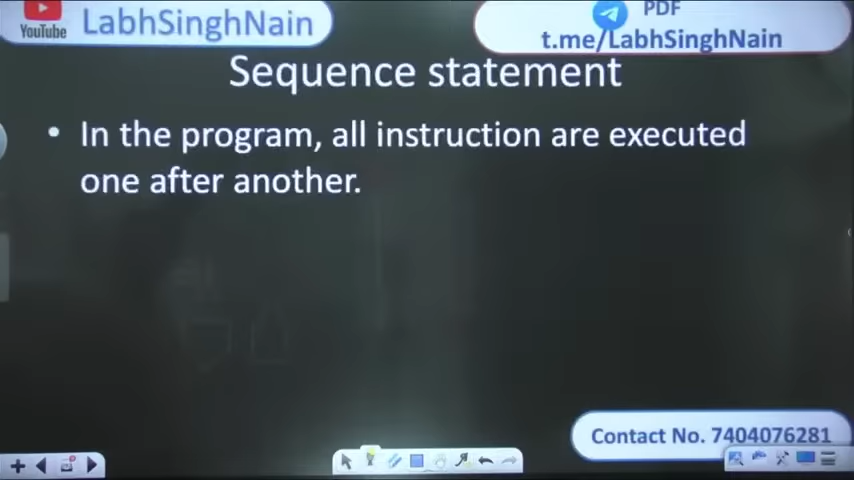 YouTube
LabhSinghNain
PDF
t.me/LabhSinghNain
Sequence statement
• In the program, all instruction are executed
one after another.
Contact No. 7404076281